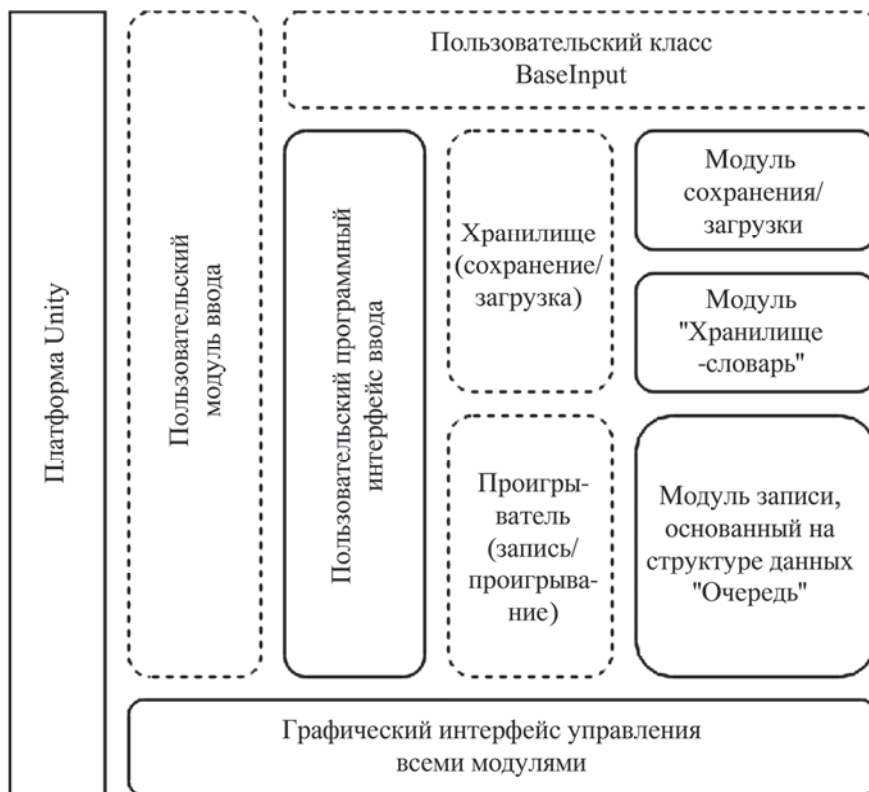 Платформа Unity
Пользовательский
модуль ввода
Пользовательский класс
BaseInput
Пользовательский программный
интерфейс ввода
Хранилище
(сохранение/
загрузка)
Модуль
сохранения/
загрузки
Модуль
"Хранилище
-словарь"
Проигры-
ватель
(запись/
проигрыва-
ние)
Модуль записи,
основанный на
структуре данных
"Очередь"
Графический интерфейс управления
всеми модулями